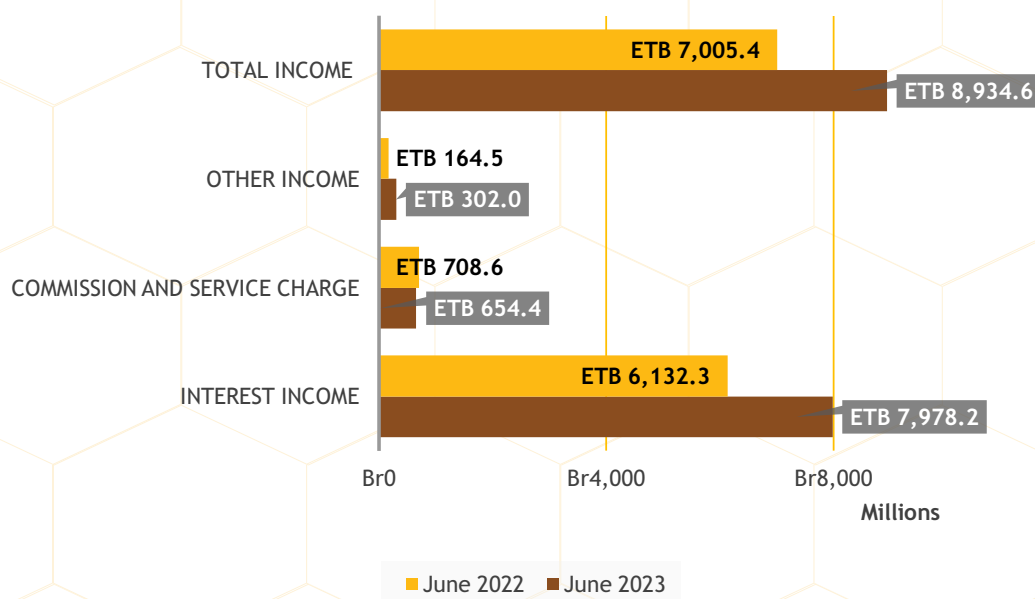 ETB 7,005.4
TOTAL INCOME
ETB 8,934.6
ETB 164.5
OTHER INCOME
ETB 302.0
ETB 708.6
COMMISSION AND SERVICE CHARGE
ETB 654.4
ETB 6,132.3
INTEREST INCOME
ETB 7,978.2
Br0 Br4,000 Br8,000
Millions
June 2022 June 2023